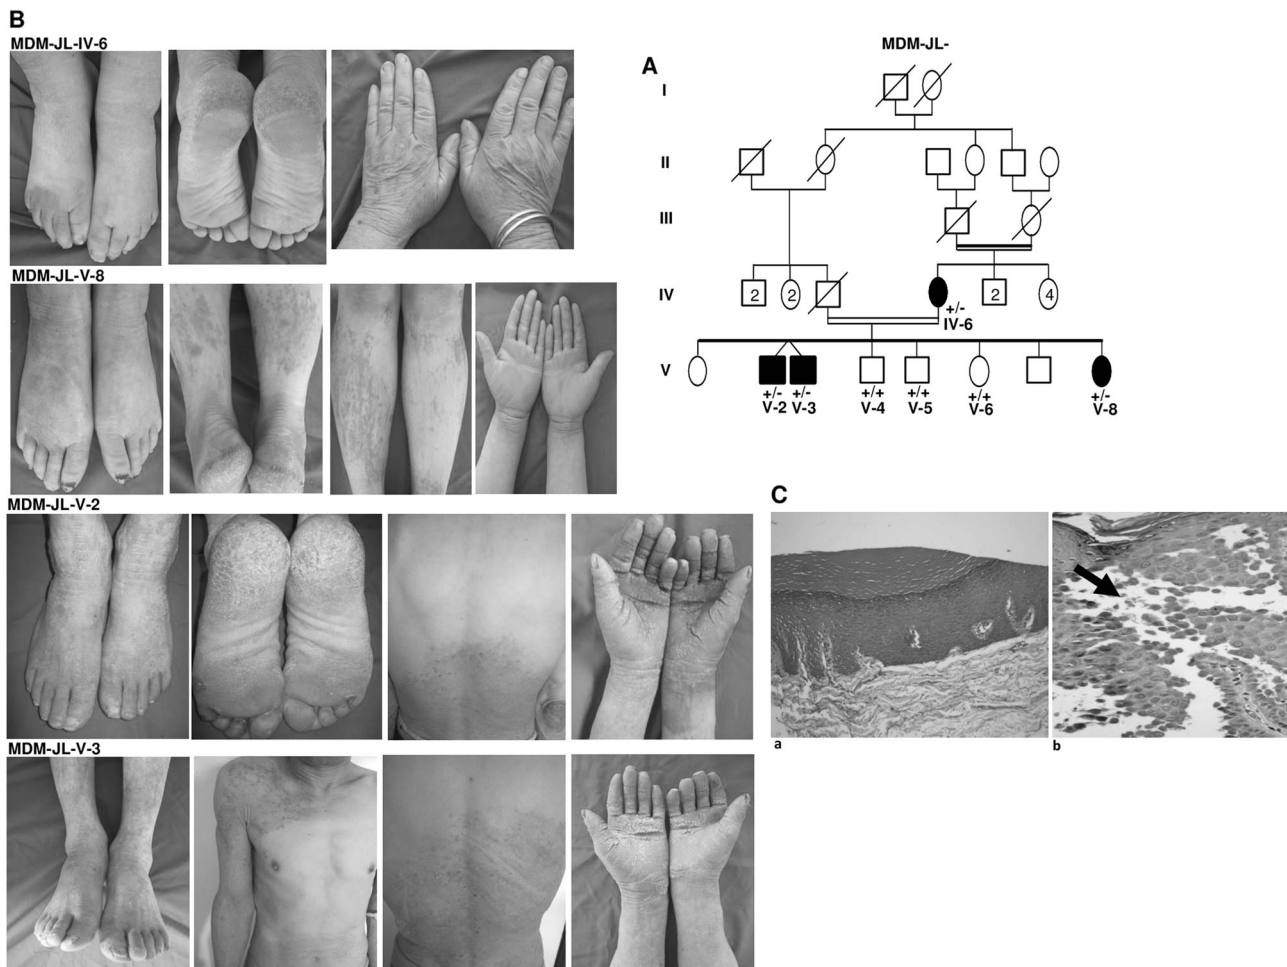 B
MDM-JL-IV-6
MDM-JL-V-8
MDM-JL-V-2
MDM-JL-V-3
A
MDM-JL-
I
II
III
IV
2 2 2 4
+/-
IV-6
V
+/- +/- +/+ +/+ +/+ +/-
V-2 V-3 V-4 V-5 V-6 V-8
C
a b